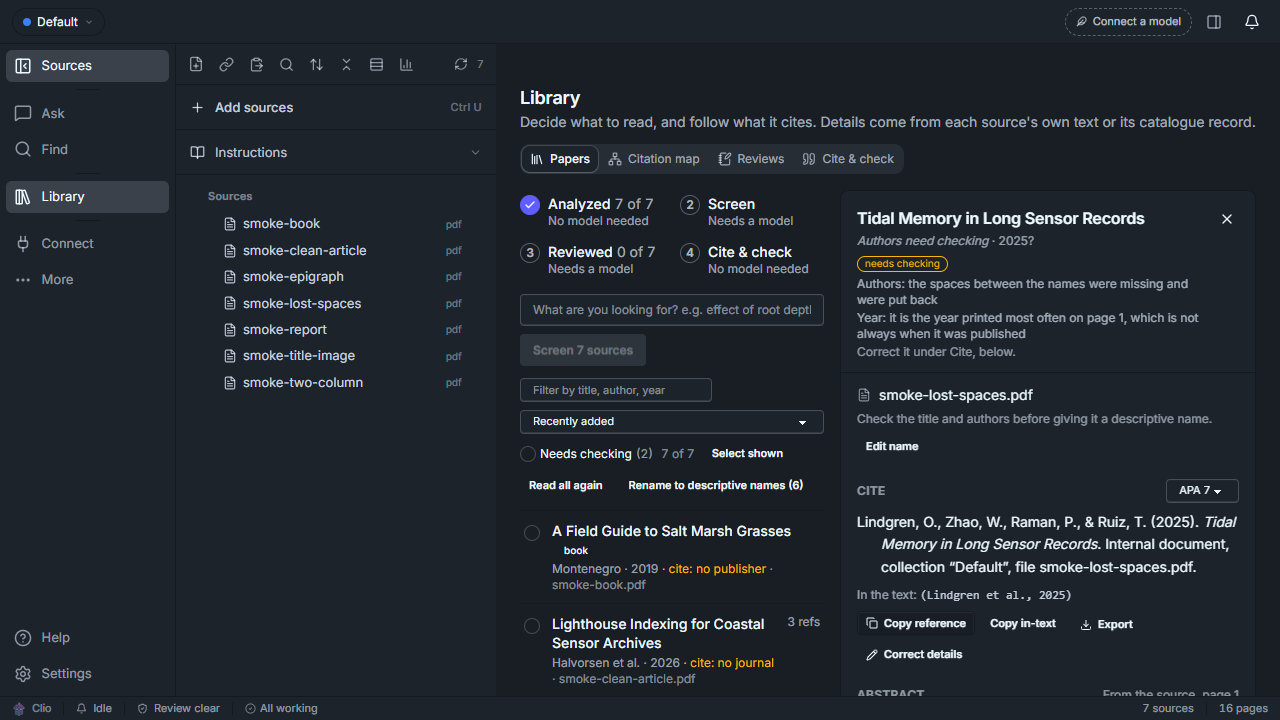 Default
Connect a model
Sources
Ask
Find
Library
Connect
More
Help
Settings
7
Add sources
Ctrl U
Instructions
Sources
smoke-book pdf
smoke-clean-article pdf
smoke-epigraph pdf
smoke-lost-spaces pdf
smoke-report pdf
smoke-title-image pdf
smoke-two-column pdf
Library
Decide what to read, and follow what it cites. Details come from each source's own text or its catalogue record.
Papers
Citation map
Reviews
Cite & check
Analyzed 7 of 7
No model needed
2 Screen
Needs a model
3 Reviewed 0 of 7
Needs a model
4 Cite & check
No model needed
What are you looking for? e.g. effect of root depth
Screen 7 sources
Filter by title, author, year
Recently added
Needs checking (2) 7 of 7 Select shown
Read all again
Rename to descriptive names (6)
A Field Guide to Salt Marsh Grasses
book
Montenegro · 2019 · cite: no publisher ·
smoke-book.pdf
Lighthouse Indexing for Coastal 3 refs
Sensor Archives
Halvorsen et al. · 2026 · cite: no journal
· smoke-clean-article.pdf
Tidal Memory in Long Sensor Records
Authors need checking · 2025?
needs checking
Authors: the spaces between the names were missing and
were put back
Year: it is the year printed most often on page 1, which is not
always when it was published
Correct it under Cite, below.
smoke-lost-spaces.pdf
Check the title and authors before giving it a descriptive name.
Edit name
CITE
APA 7
Lindgren, O., Zhao, W., Raman, P., & Ruiz, T. (2025). Tidal
Memory in Long Sensor Records. Internal document,
collection “Default”, file smoke-lost-spaces.pdf.
In the text: (Lindgren et al., 2025)
Copy reference
Copy in-text
Export
Correct details
ABSTRACT
From the source, page 1
Clio
Idle
Review clear
All working
7 sources
16 pages